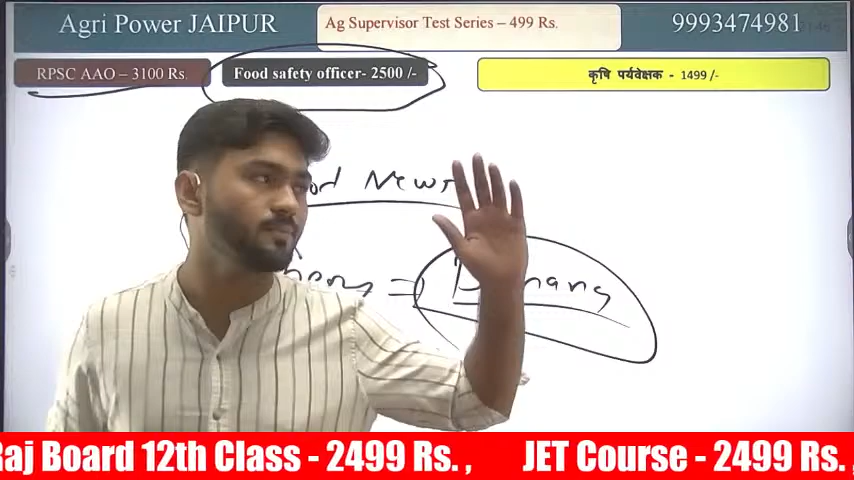 Agri Power JAIPUR
Ag Supervisor Test Series – 499 Rs.
9993474981
RPSC AAO – 3100 Rs.
Food safety officer- 2500 /-
कृषि पर्यवेक्षक - 1499 /-
News
=
Raj Board 12th Class - 2499 Rs. , JET Course - 2499 Rs. ,